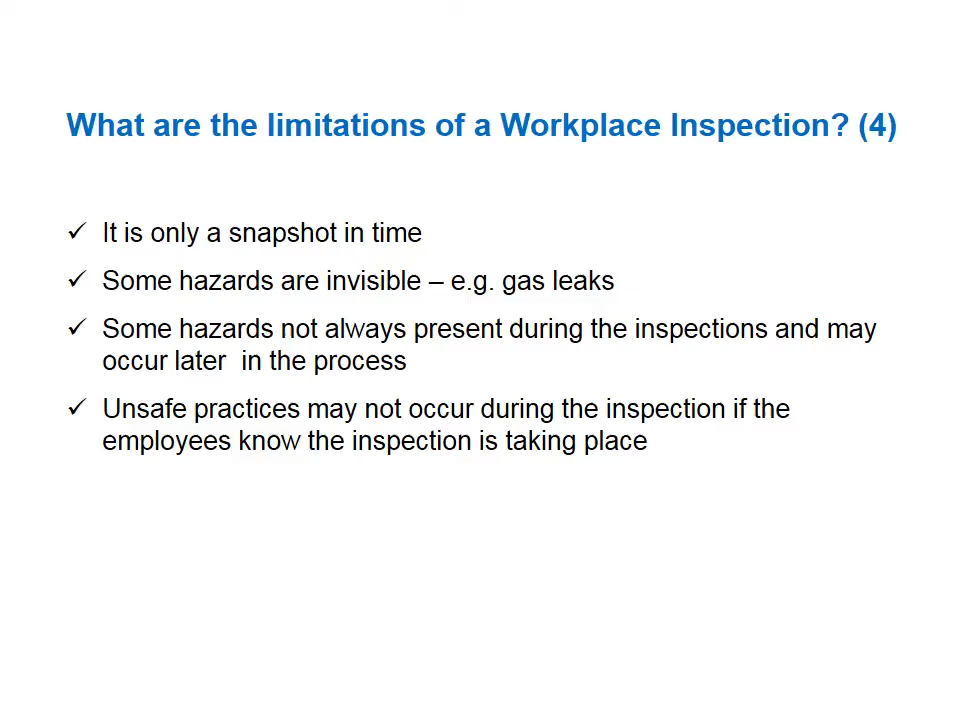 What are the limitations of a Workplace Inspection? (4)
✓ It is only a snapshot in time
✓ Some hazards are invisible – e.g. gas leaks
✓ Some hazards not always present during the inspections and may
occur later  in the process
✓ Unsafe practices may not occur during the inspection if the
employees know the inspection is taking place